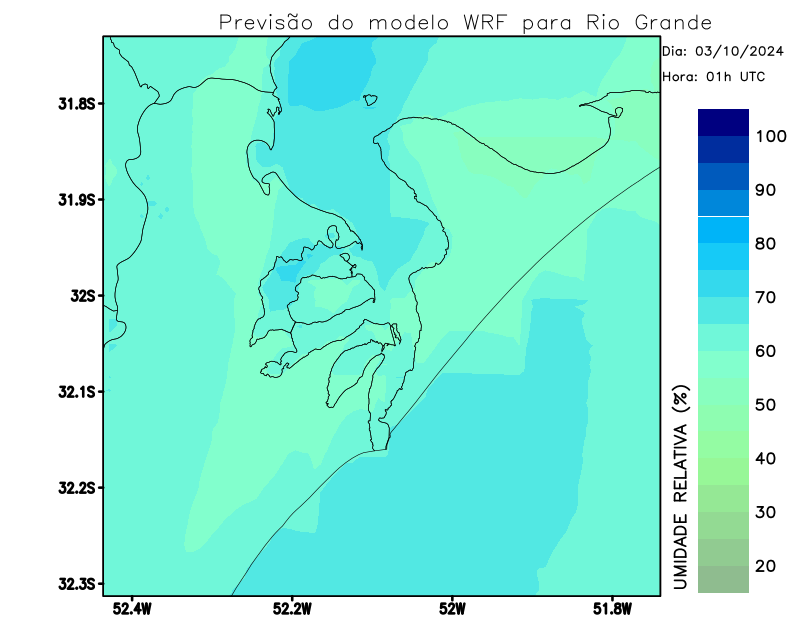 Previsão do modelo WRF para Rio Grande
Dia: 03/10/2024
Hora: 01h UTC
31.8S
31.9S
32S
32.1S
32.2S
32.3S
52.4W
52.2W
52W
51.8W
100
90
80
70
60
50
40
30
20
UMIDADE RELATIVA (%)